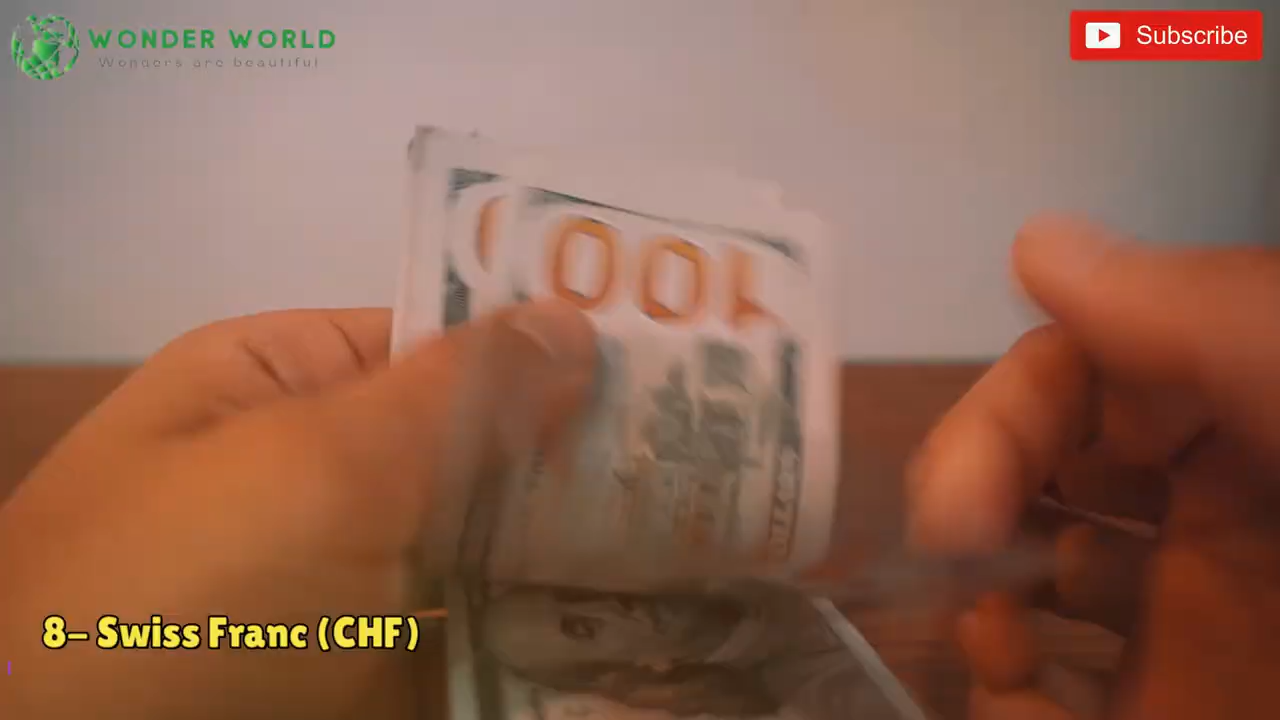 WONDER WORLD
Wonders are beautiful
Subscribe
100
8– Swiss Franc (CHF)